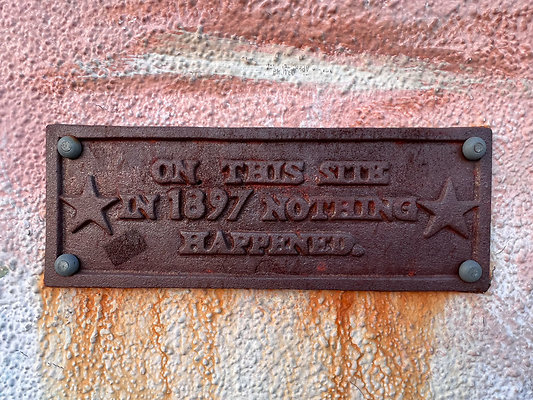 ON THIS SITE
IN 1897 NOTHING
HAPPENED.